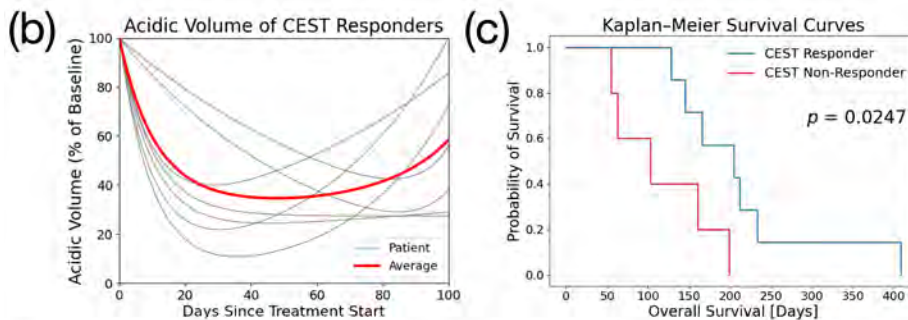 (b)
Acidic Volume of CEST Responders
Acidic Volume (% of Baseline)
100
80
60
40
20
0
0 20 40 60 80 100
Days Since Treatment Start
Patient
Average
(c)
Kaplan–Meier Survival Curves
Probability of Survival
1.0
0.8
0.6
0.4
0.2
0.0
0 50 100 150 200 250 300 350 400
Overall Survival [Days]
CEST Responder
CEST Non-Responder
p = 0.0247